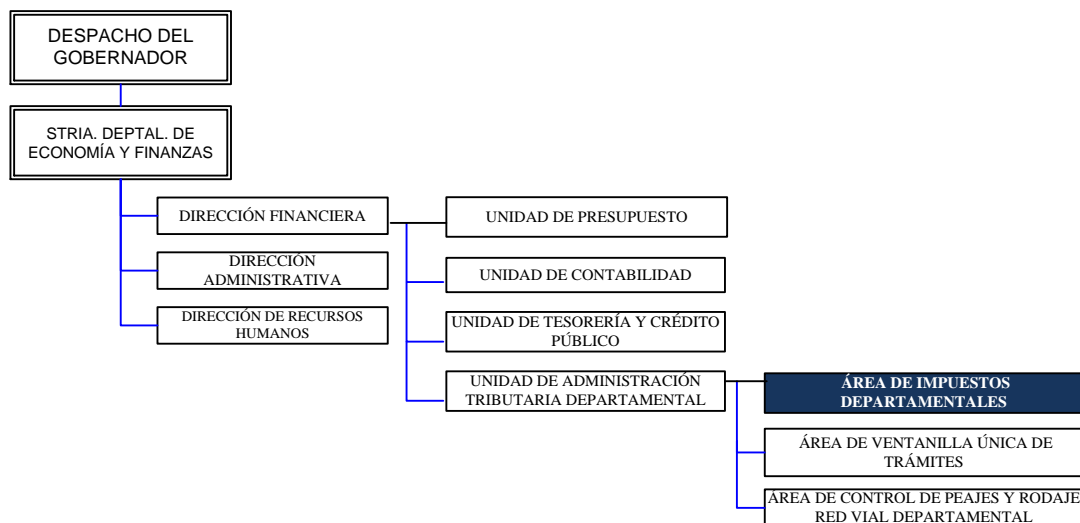 DESPACHO DEL
GOBERNADOR
STRIA. DEPTAL. DE
ECONOMÍA Y FINANZAS
DIRECCIÓN FINANCIERA
DIRECCIÓN
ADMINISTRATIVA
DIRECCIÓN DE RECURSOS
HUMANOS
UNIDAD DE PRESUPUESTO
UNIDAD DE CONTABILIDAD
UNIDAD DE TESORERÍA Y CRÉDITO
PÚBLICO
UNIDAD DE ADMINISTRACIÓN
TRIBUTARIA DEPARTAMENTAL
ÁREA DE IMPUESTOS
DEPARTAMENTALES
ÁREA DE VENTANILLA ÚNICA DE
TRÁMITES
ÁREA DE CONTROL DE PEAJES Y RODAJE
RED VIAL DEPARTAMENTAL